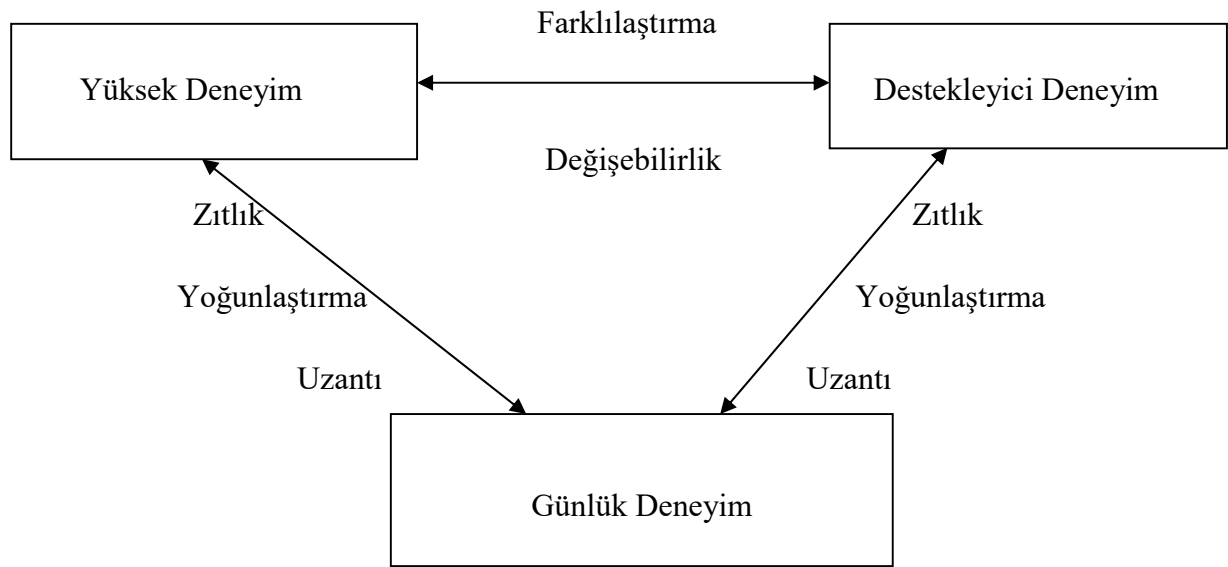 Farklılaştırma
Yüksek Deneyim
Destekleyici Deneyim
Değişebilirlik
Zıtlık
Zıtlık
Yoğunlaştırma
Yoğunlaştırma
Uzantı
Uzantı
Günlük Deneyim